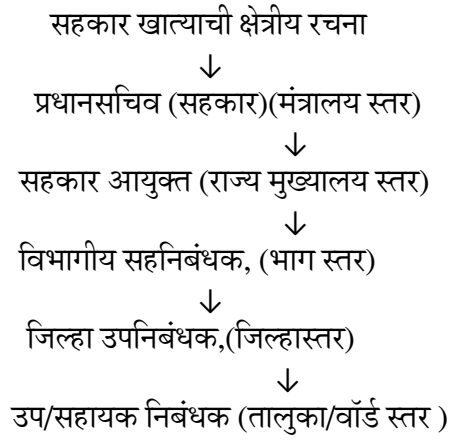 सहकार खात्याची क्षेत्रीय रचना
↓
प्रधानसचिव (सहकार)(मंत्रालय स्तर)
↓
सहकार आयुक्त (राज्य मुख्यालय स्तर)
↓
विभागीय सहनिबंधक, (भाग स्तर)
↓
जिल्हा उपनिबंधक,(जिल्हास्तर)
↓
उप/सहायक निबंधक (तालुका/वॉर्ड स्तर )